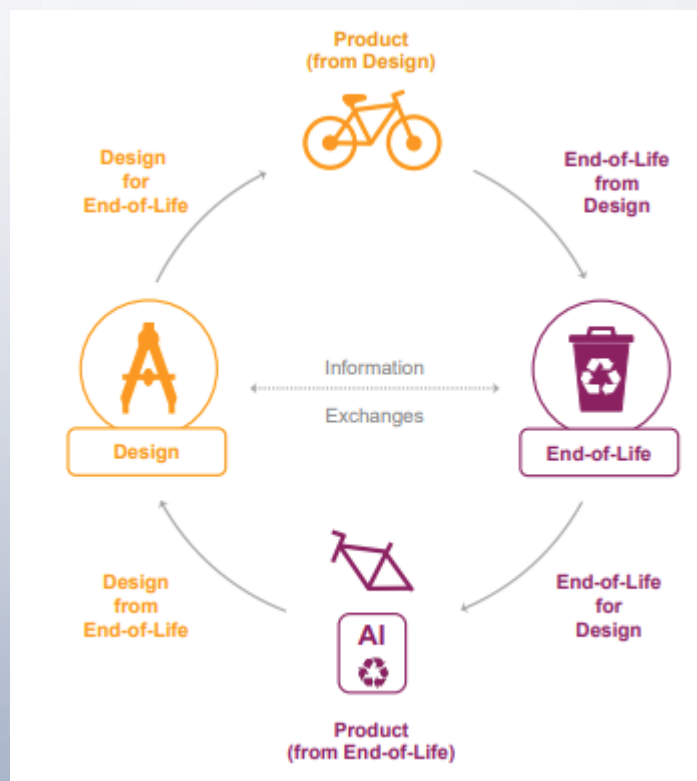 Product
(from Design)
Design
for
End-of-Life
End-of-Life
from
Design
Information
Exchanges
Design
End-of-Life
Design
from
End-of-Life
Al
End-of-Life
for
Design
Product
(from End-of-Life)